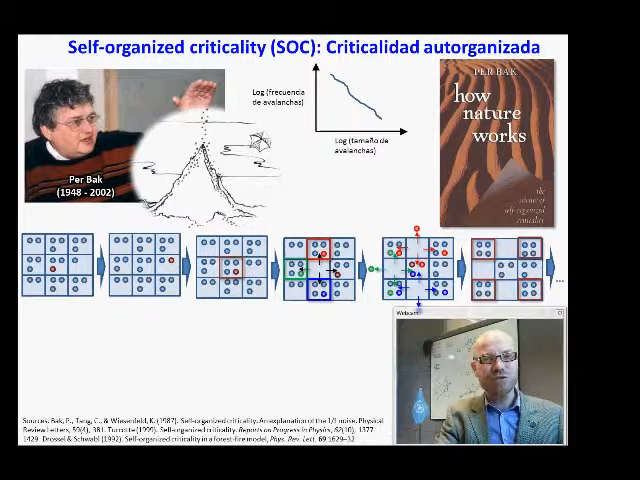 Self-organized criticality (SOC): Criticalidad autorganizada
Per Bak
(1948 - 2002)
Log (frecuencia
de avalanchas)
Log (tamaño de
avalanchas)
PER BAK
how
nature
works
the
science of
self-organized
criticality
...
Webcam
Sources: Bak, P., Tang, C., & Wiesenfeld, K. (1987). Self-organized criticality: An explanation of the 1/f noise. Physical
Review Letters, 59(4), 381. Turcotte (1999). Self-organized criticality. Reports on Progress in Physics, 62(10), 1377-
1429. Drossel & Schwabl (1992). Self-organized criticality in a forest-fire model, Phys. Rev. Lett. 69 1629–32